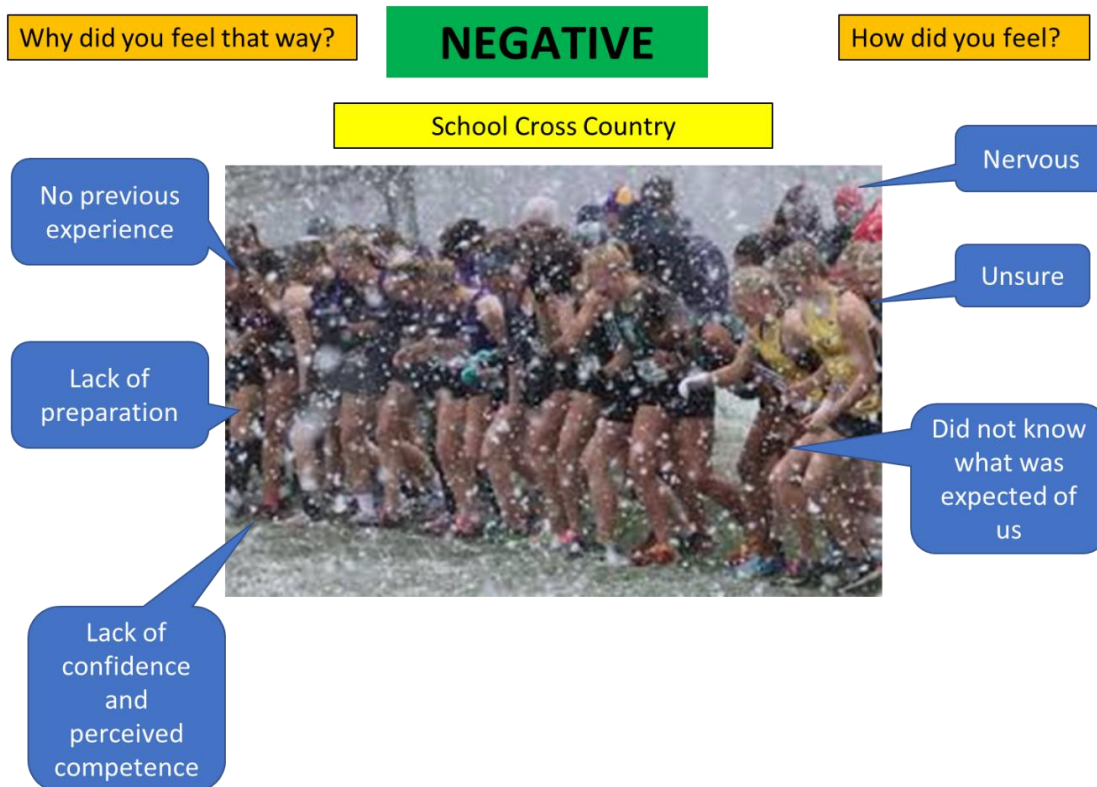 Why did you feel that way?
NEGATIVE
How did you feel?
School Cross Country
No previous
experience
Lack of
preparation
Lack of
confidence
and
perceived
competence
Nervous
Unsure
Did not know
what was
expected of
us